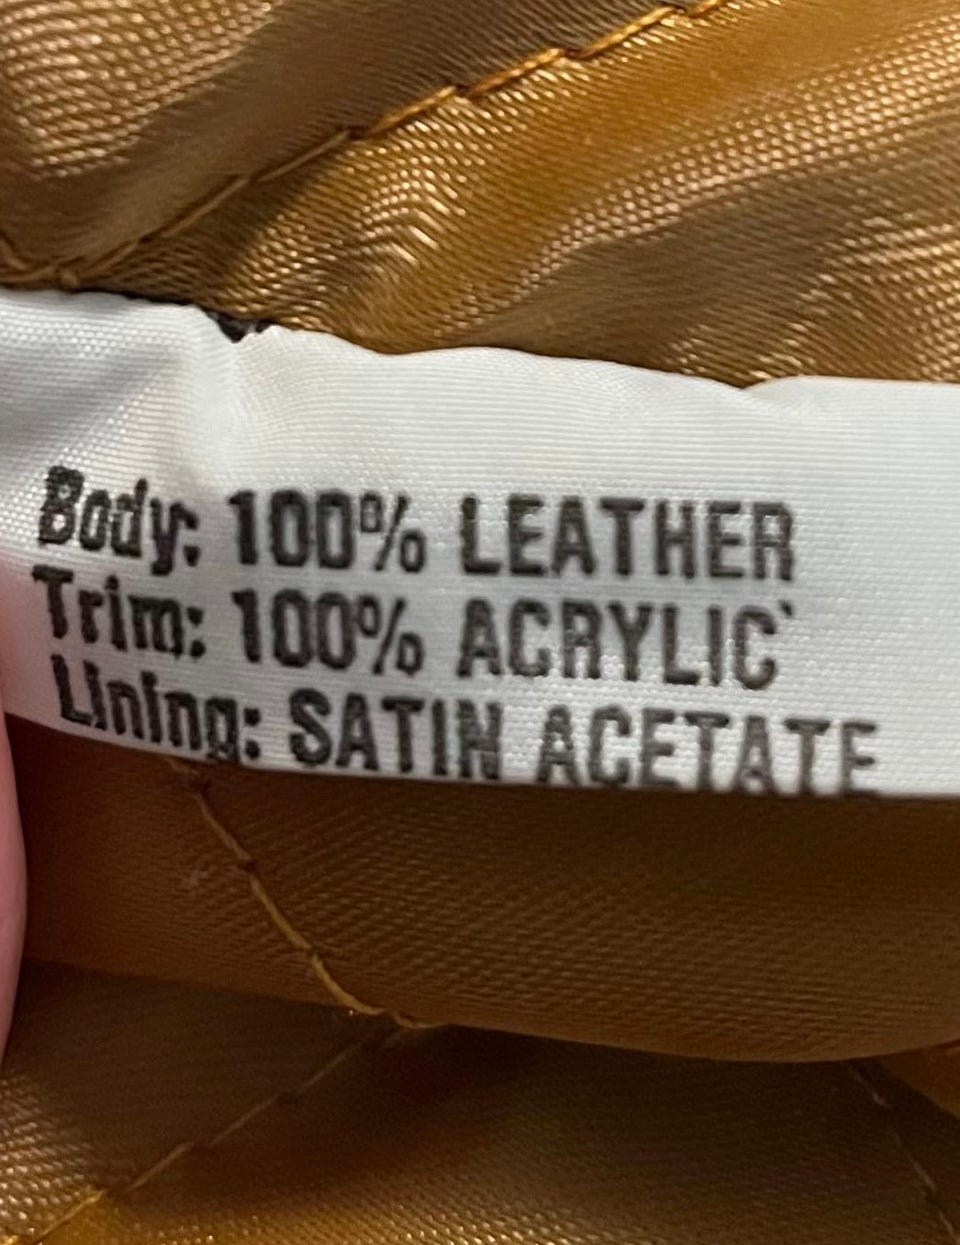 Body: 100% LEATHER
Trim: 100% ACRYLIC
Lining: SATIN ACETATE